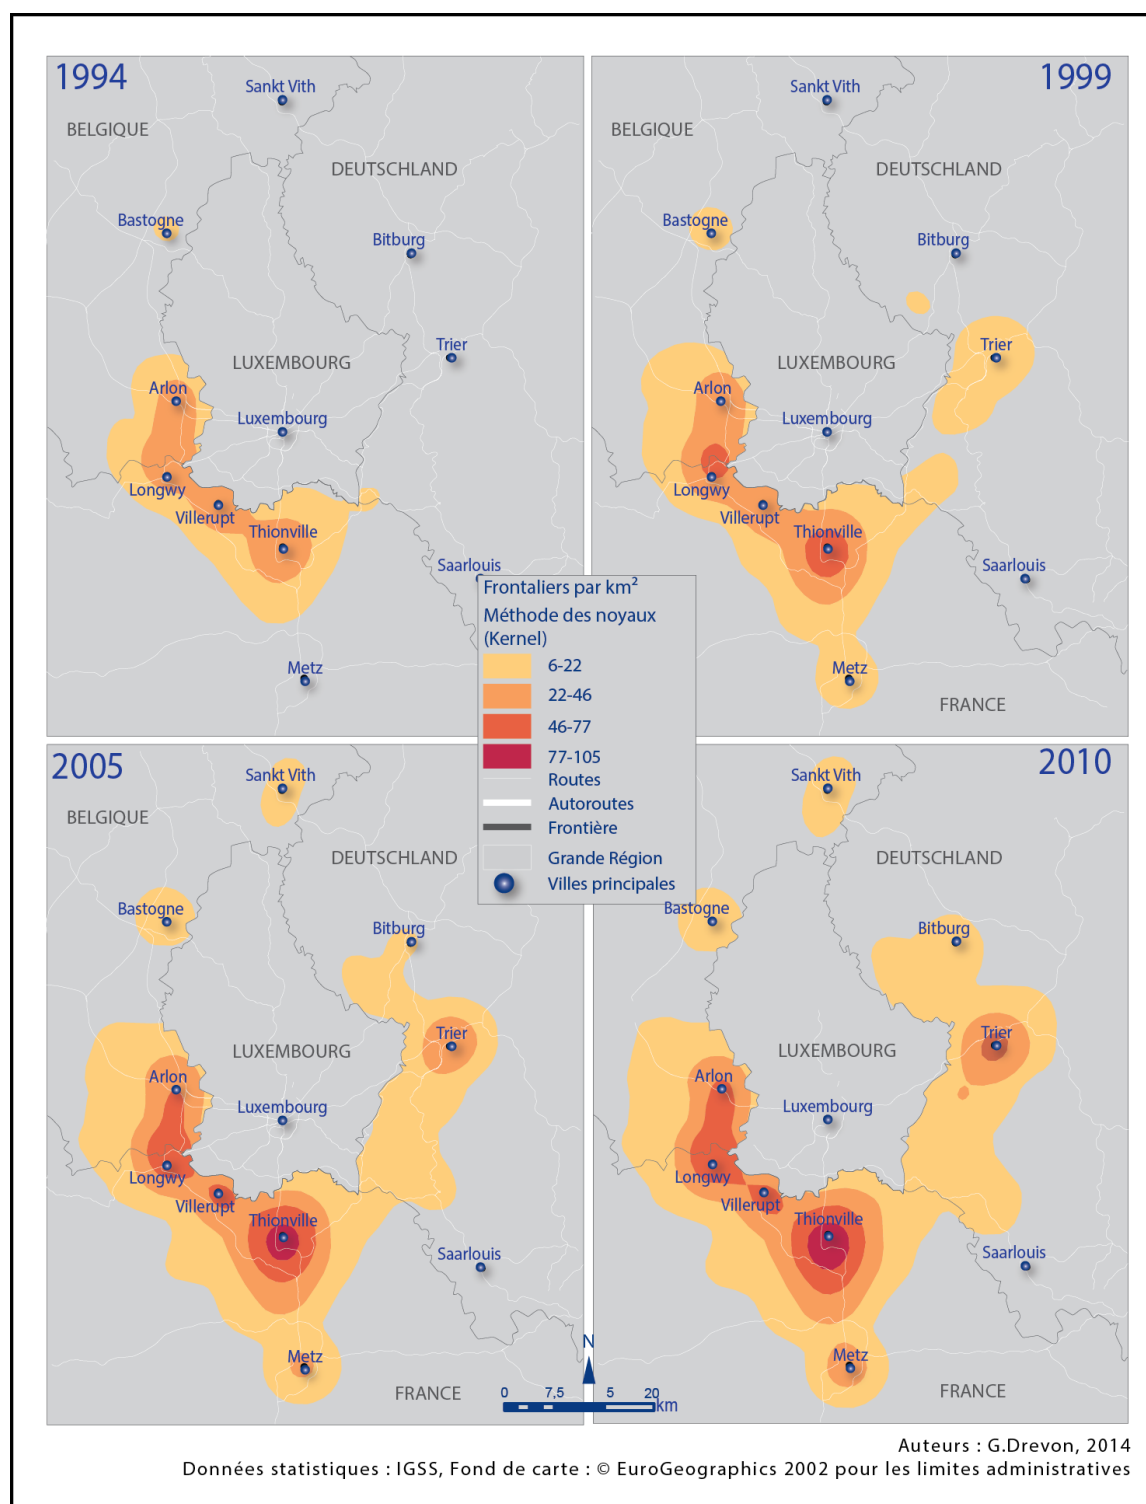 1994
Sankt Vith
BELGIQUE
DEUTSCHLAND
Bastogne
Bitburg
Trier
LUXEMBOURG
Arlon
Luxembourg
Longwy
Villerupt
Thionville
Saarlouis
Metz
1999
Sankt Vith
BELGIQUE
DEUTSCHLAND
Bastogne
Bitburg
Trier
LUXEMBOURG
Arlon
Luxembourg
Longwy
Villerupt
Thionville
Saarlouis
Metz
FRANCE
Frontaliers par km²
Méthode des noyaux
(Kernel)
6-22
22-46
46-77
77-105
Routes
Autoroutes
Frontière
Grande Région
Villes principales
2005
Sankt Vith
BELGIQUE
DEUTSCHLAND
Bastogne
Bitburg
Trier
LUXEMBOURG
Arlon
Luxembourg
Longwy
Villerupt
Thionville
Saarlouis
Metz
FRANCE
2010
Sankt Vith
DEUTSCHLAND
Bastogne
Bitburg
Trier
LUXEMBOURG
Arlon
Luxembourg
Longwy
Villerupt
Thionville
Saarlouis
Metz
FRANCE
N
0 7,5 5 20
km
Auteurs : G.Drevon, 2014
Données statistiques : IGSS, Fond de carte : © EuroGeographics 2002 pour les limites administratives